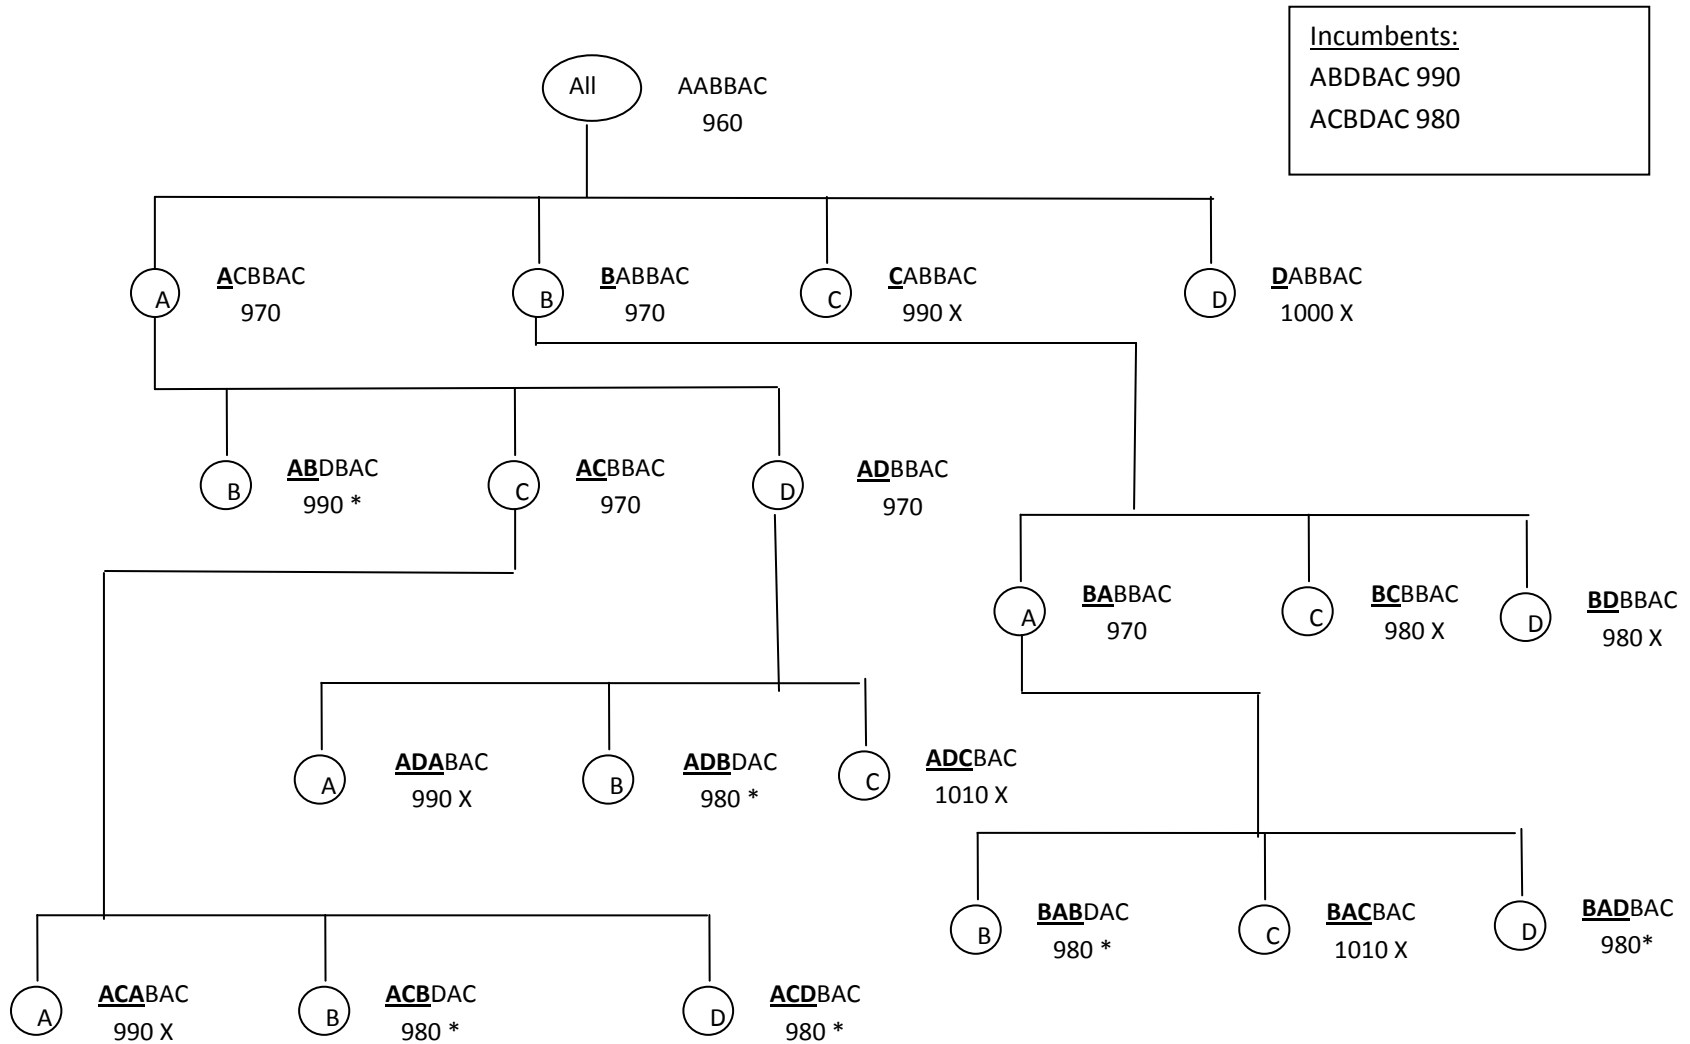 Incumbents:
ABDBAC 990
ACBDAC 980
All
AABBAC
960
A
ACBBAC
970
B
BABBAC
970
C
CABBAC
990 X
D
DABBAC
1000 X
B
ABDBAC
990 *
C
ACBBAC
970
D
ADBBAC
970
A
BABBAC
970
C
BCBBAC
980 X
D
BDBBAC
980 X
A
ADABAC
990 X
B
ADBDAC
980 *
C
ADCBAC
1010 X
B
BABDAC
980 *
C
BACBAC
1010 X
D
BADBAC
980*
A
ACABAC
990 X
B
ACBDAC
980 *
D
ACDBAC
980 *